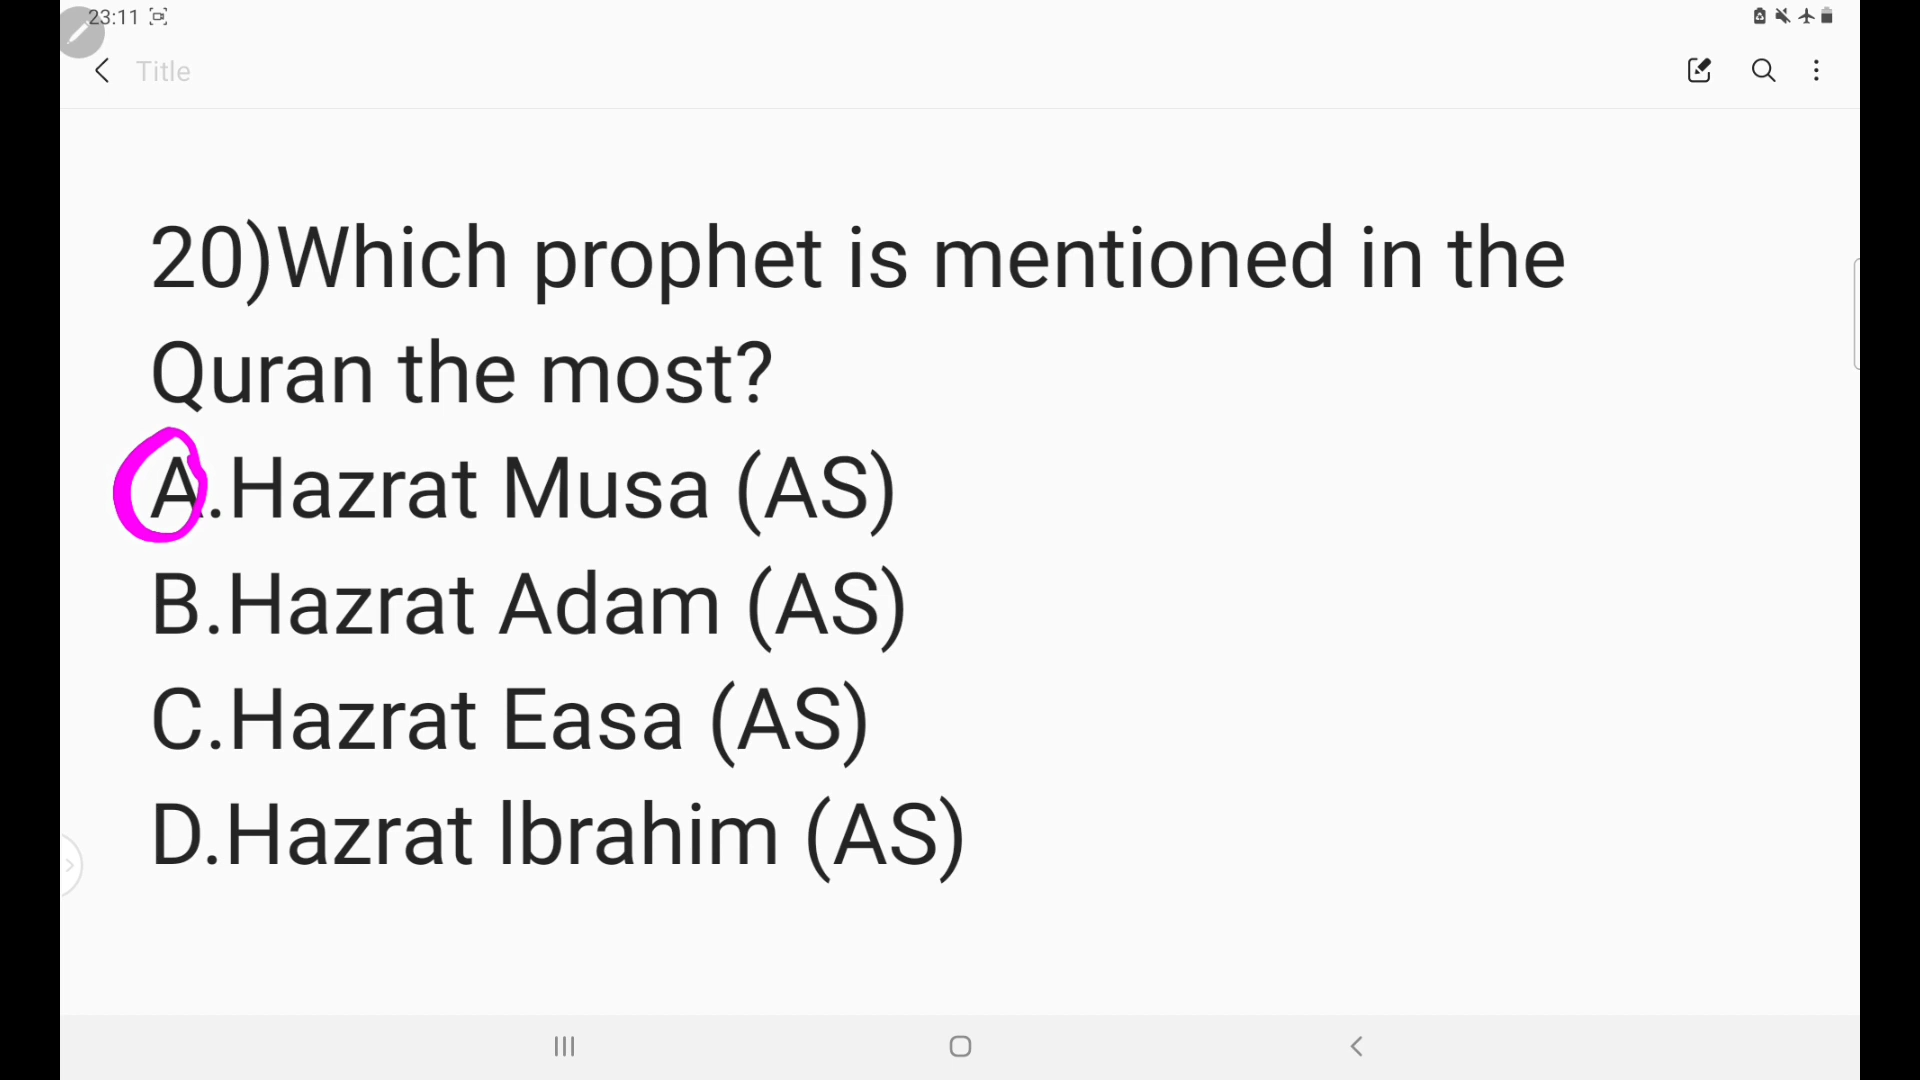 23:11
Title
20)Which prophet is mentioned in the
Quran the most?
A.Hazrat Musa (AS)
B.Hazrat Adam (AS)
C.Hazrat Easa (AS)
D.Hazrat Ibrahim (AS)